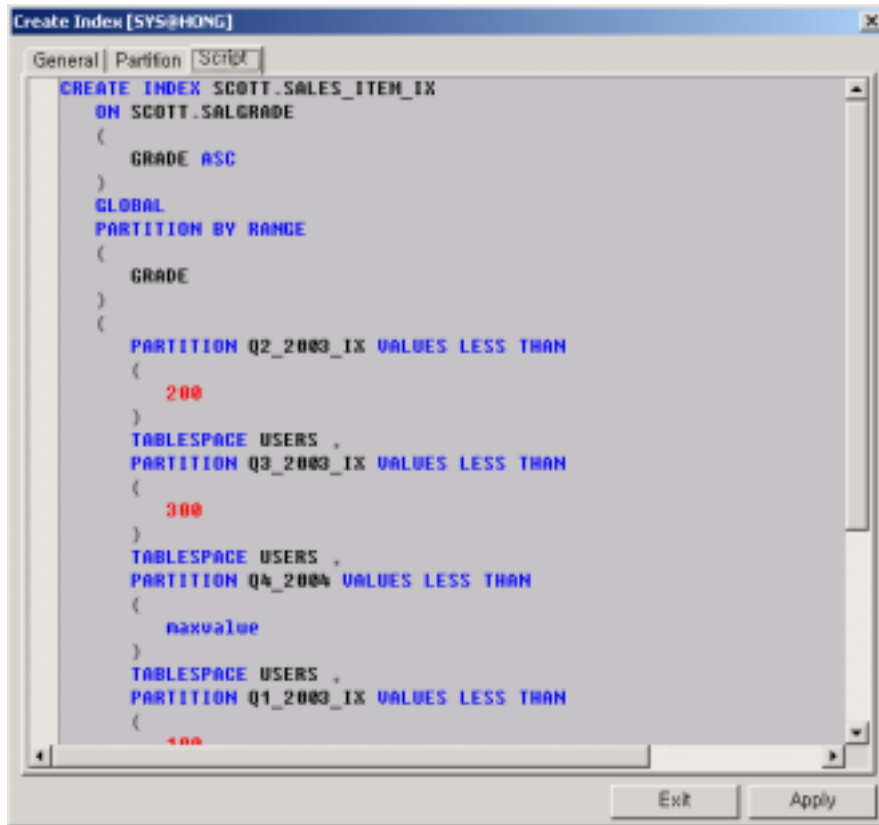 Create Index [SYS@HONG]
General Partition Script
CREATE INDEX SCOTT.SALES_ITEM_IX
ON SCOTT.SALGRADE
(
GRADE ASC
)
GLOBAL
PARTITION BY RANGE
(
GRADE
)
(
PARTITION Q2_2003_IX VALUES LESS THAN
(
200
)
TABLESPACE USERS ,
PARTITION Q3_2003_IX VALUES LESS THAN
(
300
)
TABLESPACE USERS ,
PARTITION Q4_2004 VALUES LESS THAN
(
maxvalue
)
TABLESPACE USERS ,
PARTITION Q1_2003_IX VALUES LESS THAN
(
100
Exit Apply